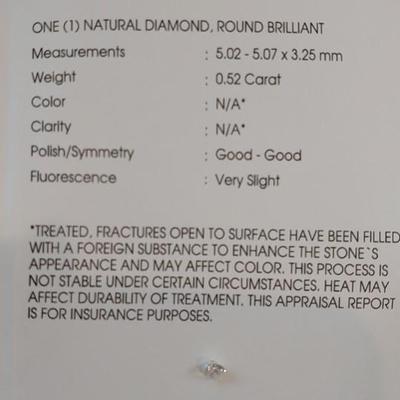 ONE (1) NATURAL DIAMOND, ROUND BRILLIANT
Measurements : 5.02 - 5.07 x 3.25 mm
Weight : 0.52 Carat
Color : N/A*
Clarity : N/A*
Polish/Symmetry : Good - Good
Fluorescence : Very Slight
*TREATED, FRACTURES OPEN TO SURFACE HAVE BEEN FILLED
WITH A FOREIGN SUBSTANCE TO ENHANCE THE STONE`S
APPEARANCE AND MAY AFFECT COLOR. THIS PROCESS IS
NOT STABLE UNDER CERTAIN CIRCUMSTANCES. HEAT MAY
AFFECT DURABILITY OF TREATMENT. THIS APPRAISAL REPORT
IS FOR INSURANCE PURPOSES.